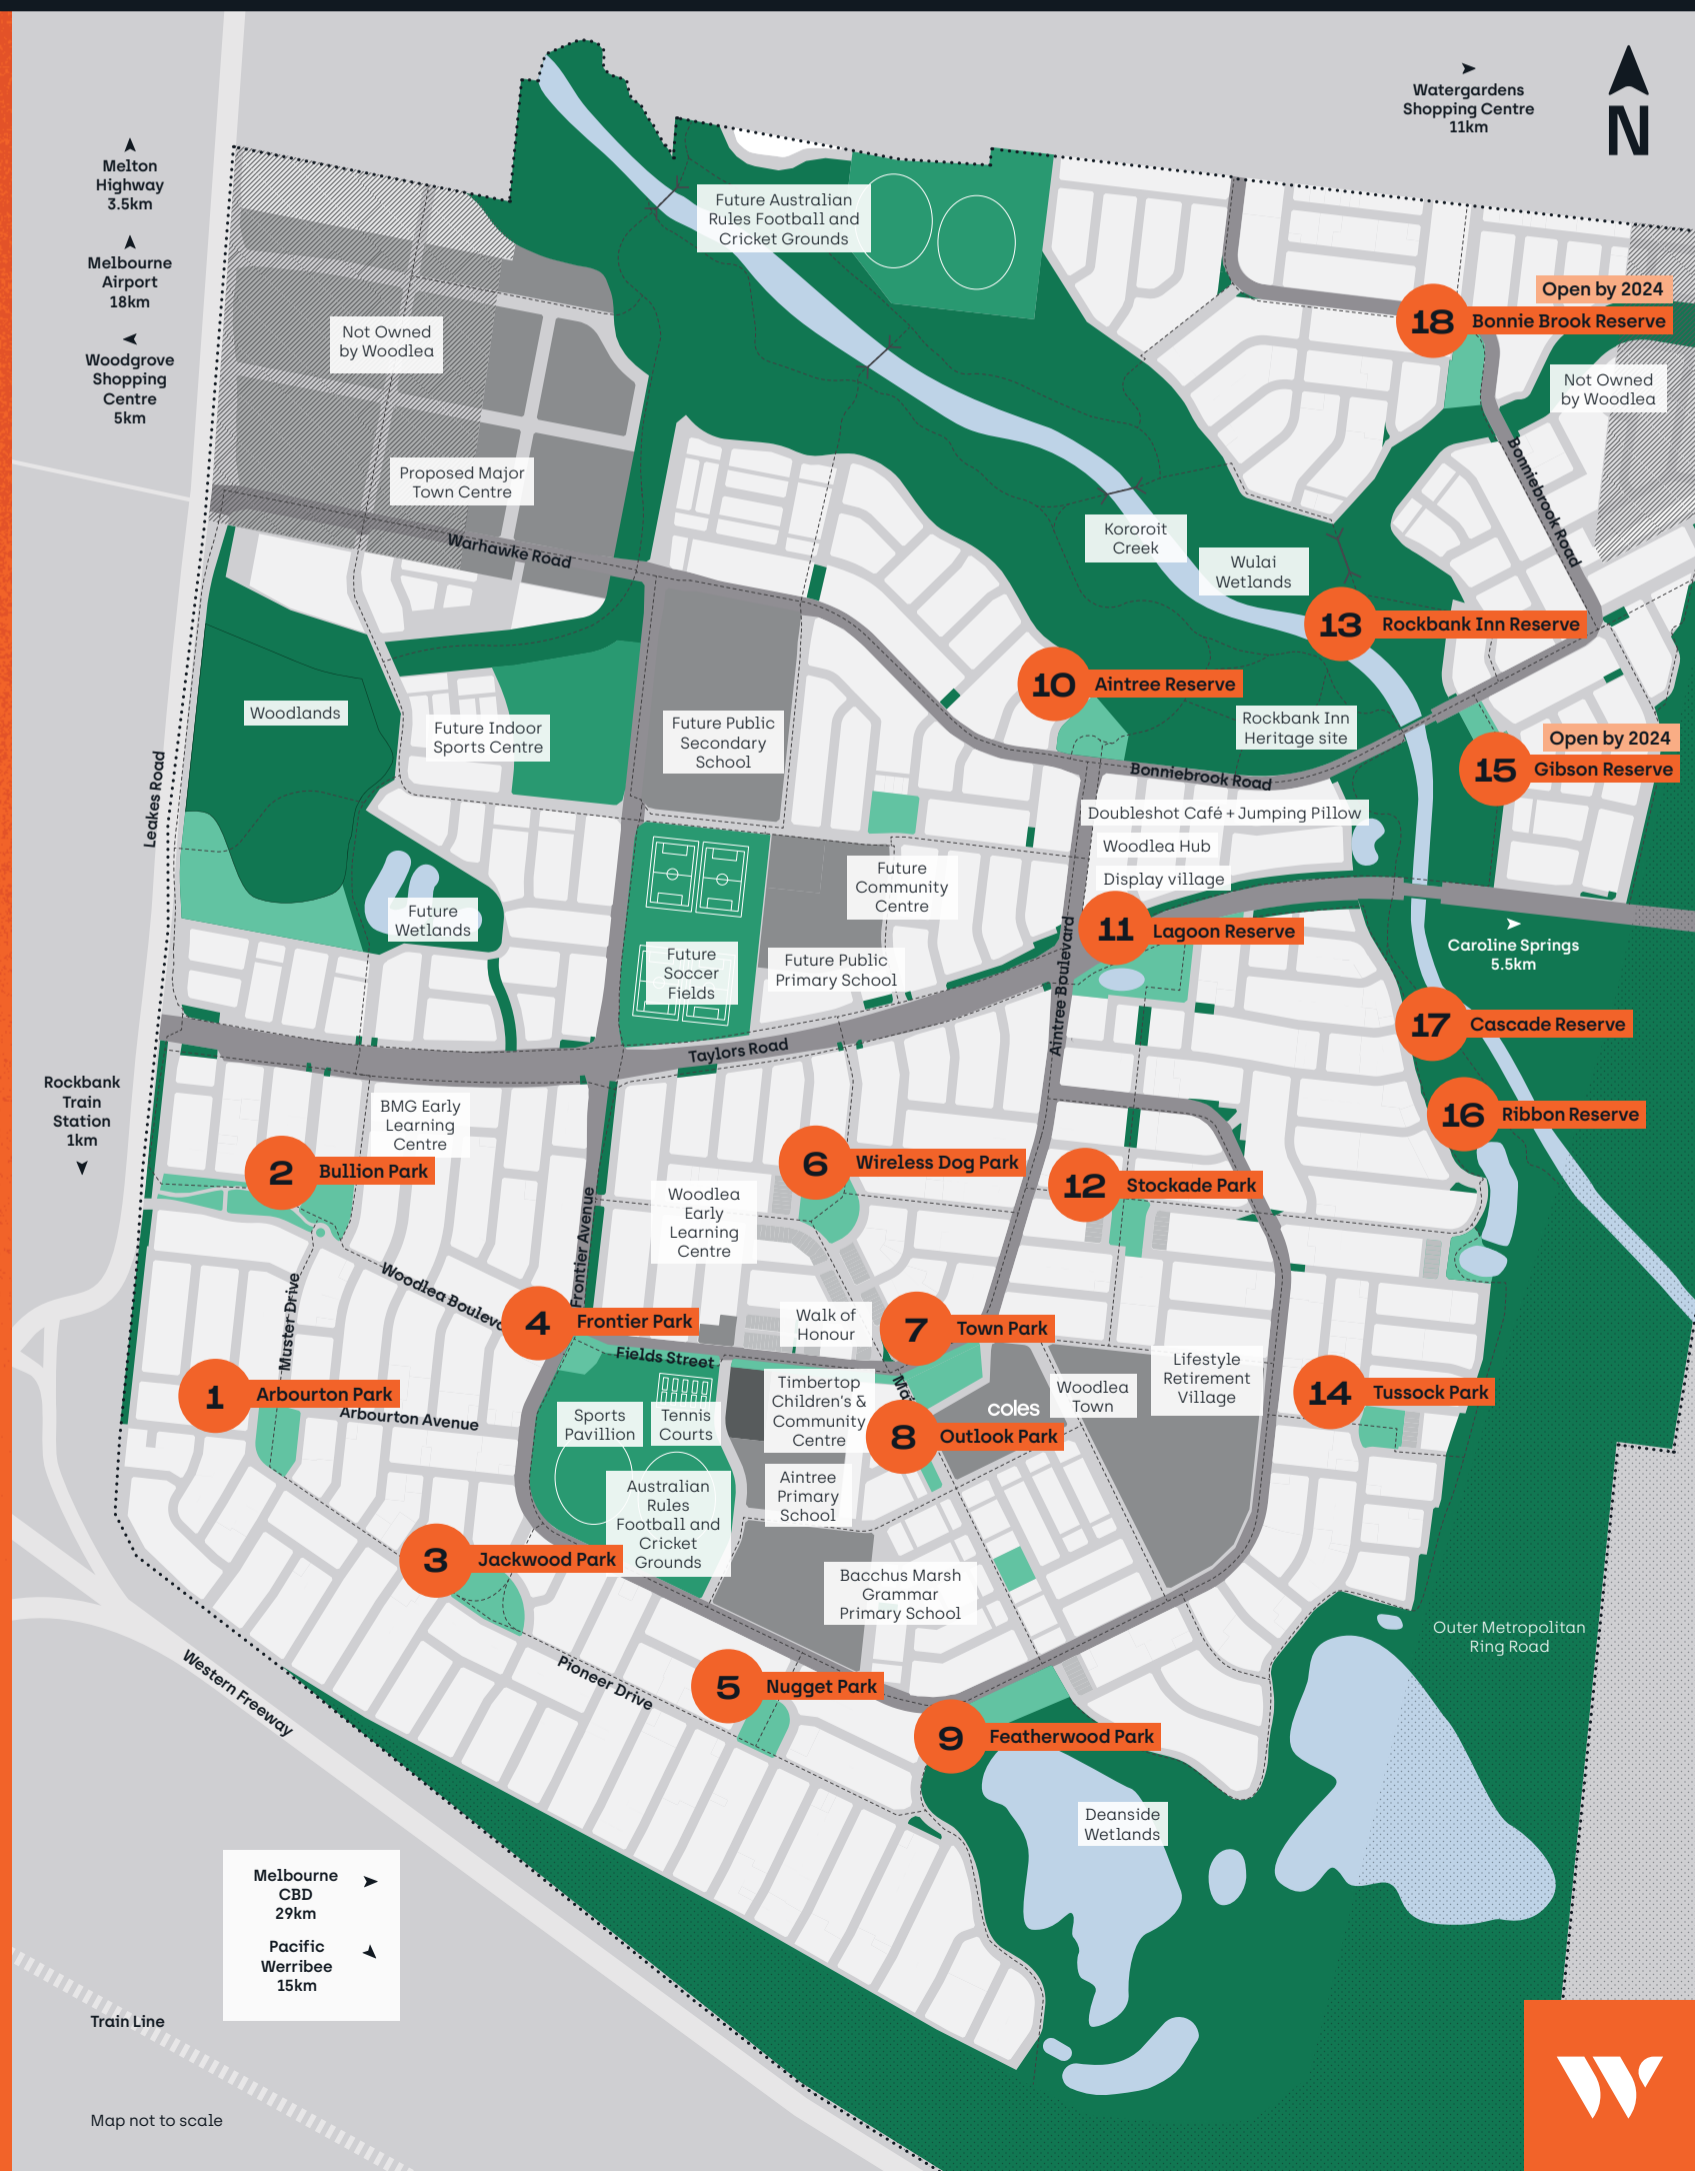 Watergardens
Shopping Centre
11km
N
Melton
Highway
3.5km
Melbourne
Airport
18km
Woodgrove
Shopping
Centre
5km
Future Australian
Rules Football and
Cricket Grounds
Open by 2024
18 Bonnie Brook Reserve
Not Owned
by Woodlea
Not Owned
by Woodlea
Proposed Major
Town Centre
Bonniebrook Road
Warhawke Road
Kororoit
Creek
Wulai
Wetlands
13 Rockbank Inn Reserve
10 Aintree Reserve
Woodlands
Future Indoor
Sports Centre
Future Public
Secondary
School
Rockbank Inn
Heritage site
Open by 2024
15 Gibson Reserve
Bonniebrook Road
Leakes Road
Doubleshot Café + Jumping Pillow
Woodlea Hub
Display village
Future
Community
Centre
Future
Wetlands
11 Lagoon Reserve
Caroline Springs
5.5km
Future
Soccer
Fields
Future Public
Primary School
Aintree Boulevard
17 Cascade Reserve
Taylors Road
Rockbank
Train
Station
1km
BMG Early
Learning
Centre
16 Ribbon Reserve
2 Bullion Park
6 Wireless Dog Park
12 Stockade Park
Woodlea
Early
Learning
Centre
Frontier Avenue
Woodlea Bouleva
Muster Drive
4 Frontier Park
Walk of
Honour
7 Town Park
Fields Street
Lifestyle
Retirement
Village
1 Arbourton Park
Arbourton Avenue
Timbertop
Children's &
Community
Centre
Ma
Woodlea
Town
coles
14 Tussock Park
Sports
Pavillion
Tennis
Courts
8 Outlook Park
Aintree
Primary
School
Australian
Rules
Football and
Cricket
Grounds
3 Jackwood Park
Bacchus Marsh
Grammar
Primary School
Outer Metropolitan
Ring Road
Western Freeway
Pioneer Drive
5 Nugget Park
9 Featherwood Park
Deanside
Wetlands
Melbourne
CBD
29km
Pacific
Werribee
15km
Train Line
Map not to scale
W